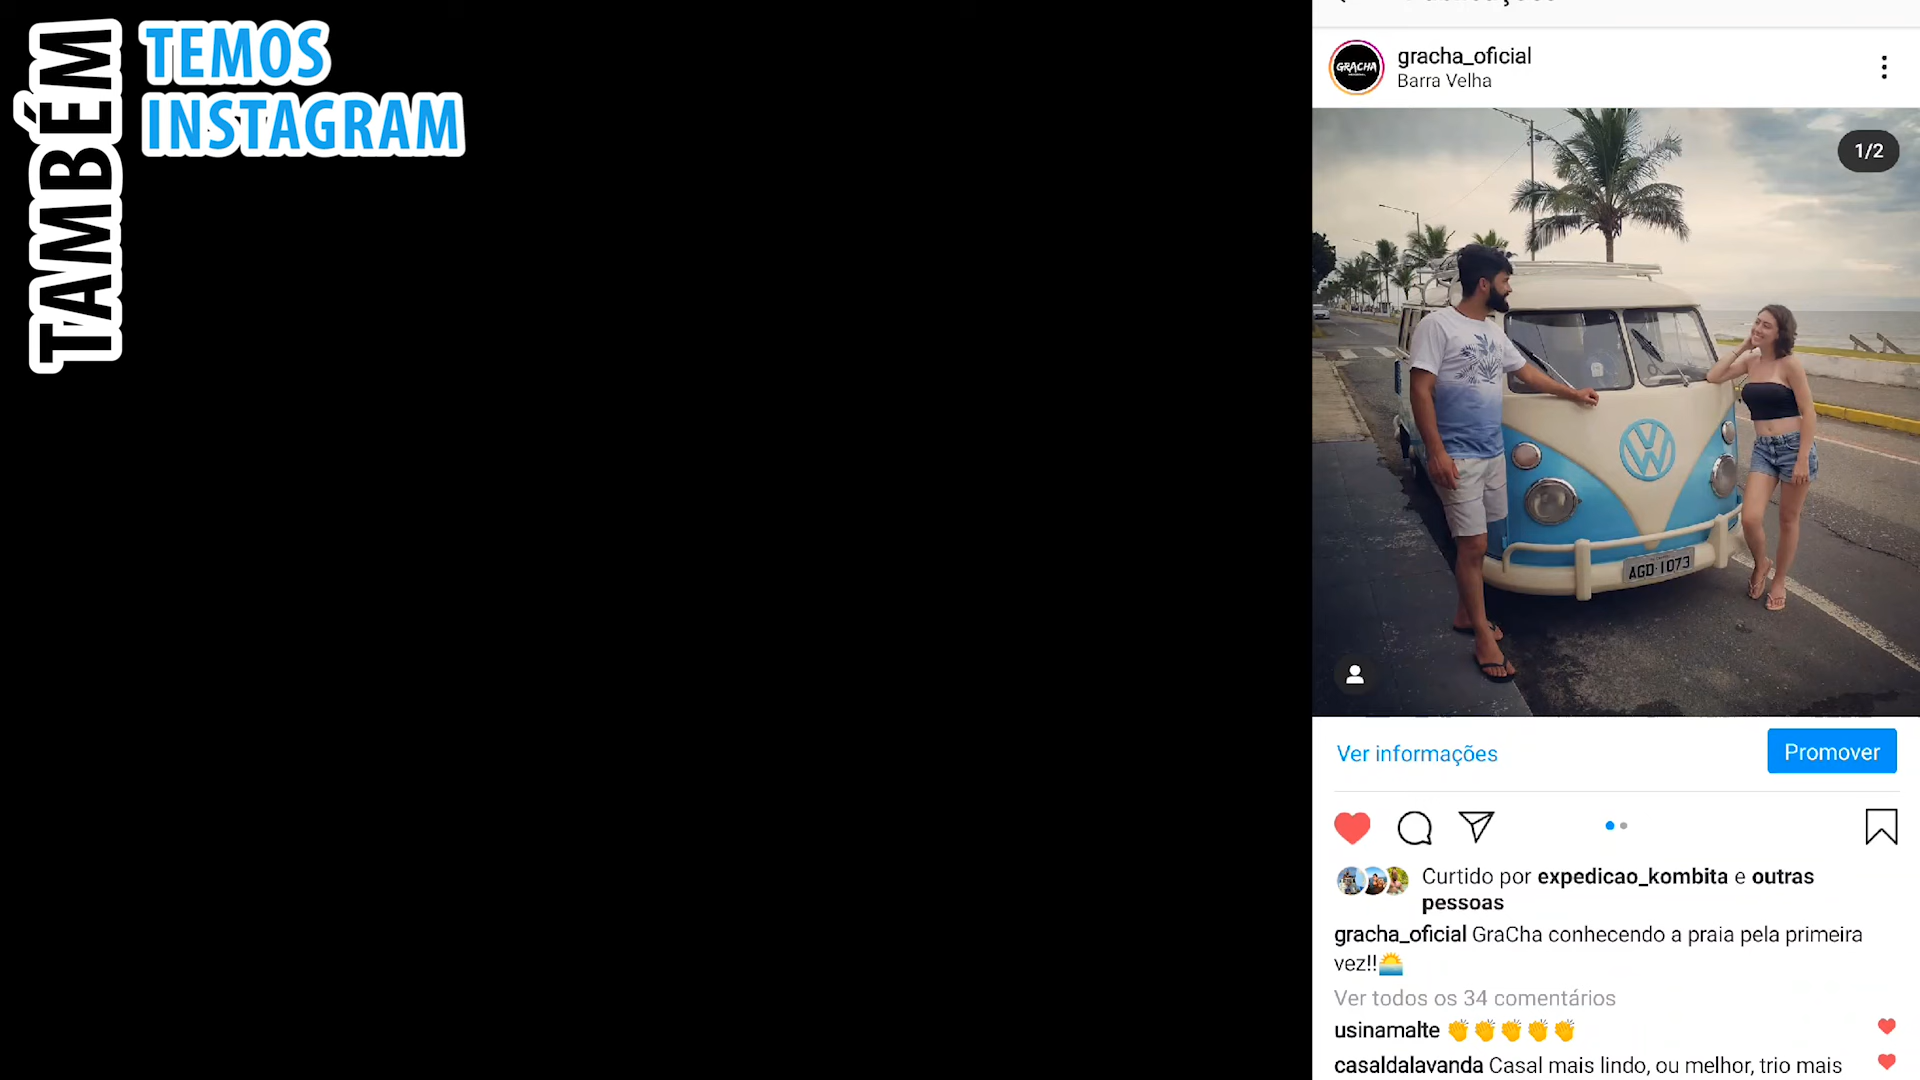 TAMBÉM
TEMOS
INSTAGRAM
gracha_oficial
Barra Velha
GRACHA
1/2
AGD·1073
Ver informações
Promover
Curtido por expedicao_kombita e outras
pessoas
gracha_oficial GraCha conhecendo a praia pela primeira
vez!!🌅
Ver todos os 34 comentários
usinamalte 👏👏👏👏👏
casaldalavanda Casal mais lindo, ou melhor, trio mais